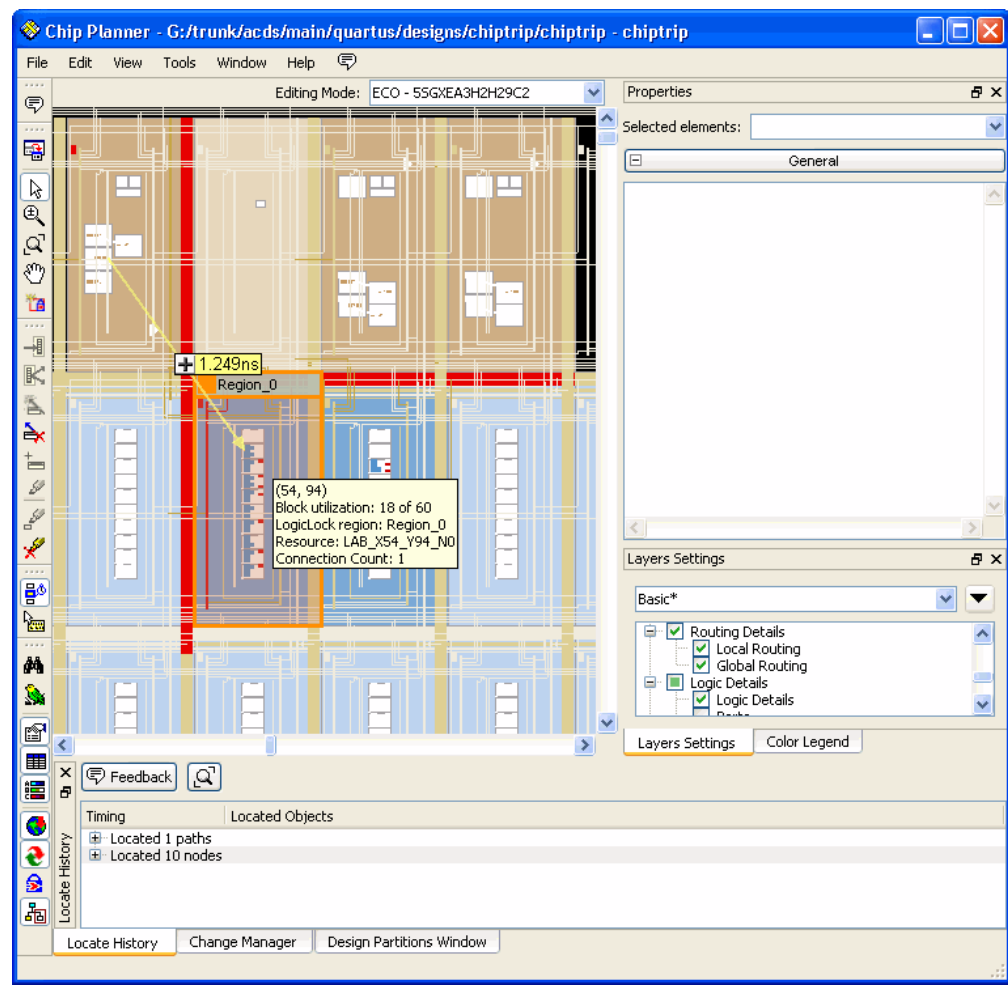 Chip Planner - G:/trunk/acds/main/quartus/designs/chiptrip/chiptrip - chiptrip
File Edit View Tools Window Help
Editing Mode: ECO - 5SGXEA3H2H29C2
Properties
Selected elements:
General
1.249ns
Region_0
(54, 94)
Block utilization: 18 of 60
LogicLock region: Region_0
Resource: LAB_X54_Y94_N0
Connection Count: 1
Layers Settings
Basic*
Routing Details
Local Routing
Global Routing
Logic Details
Logic Details
Layers Settings Color Legend
Feedback
Timing Located Objects
Located 1 paths
Located 10 nodes
Locate History
Locate History Change Manager Design Partitions Window